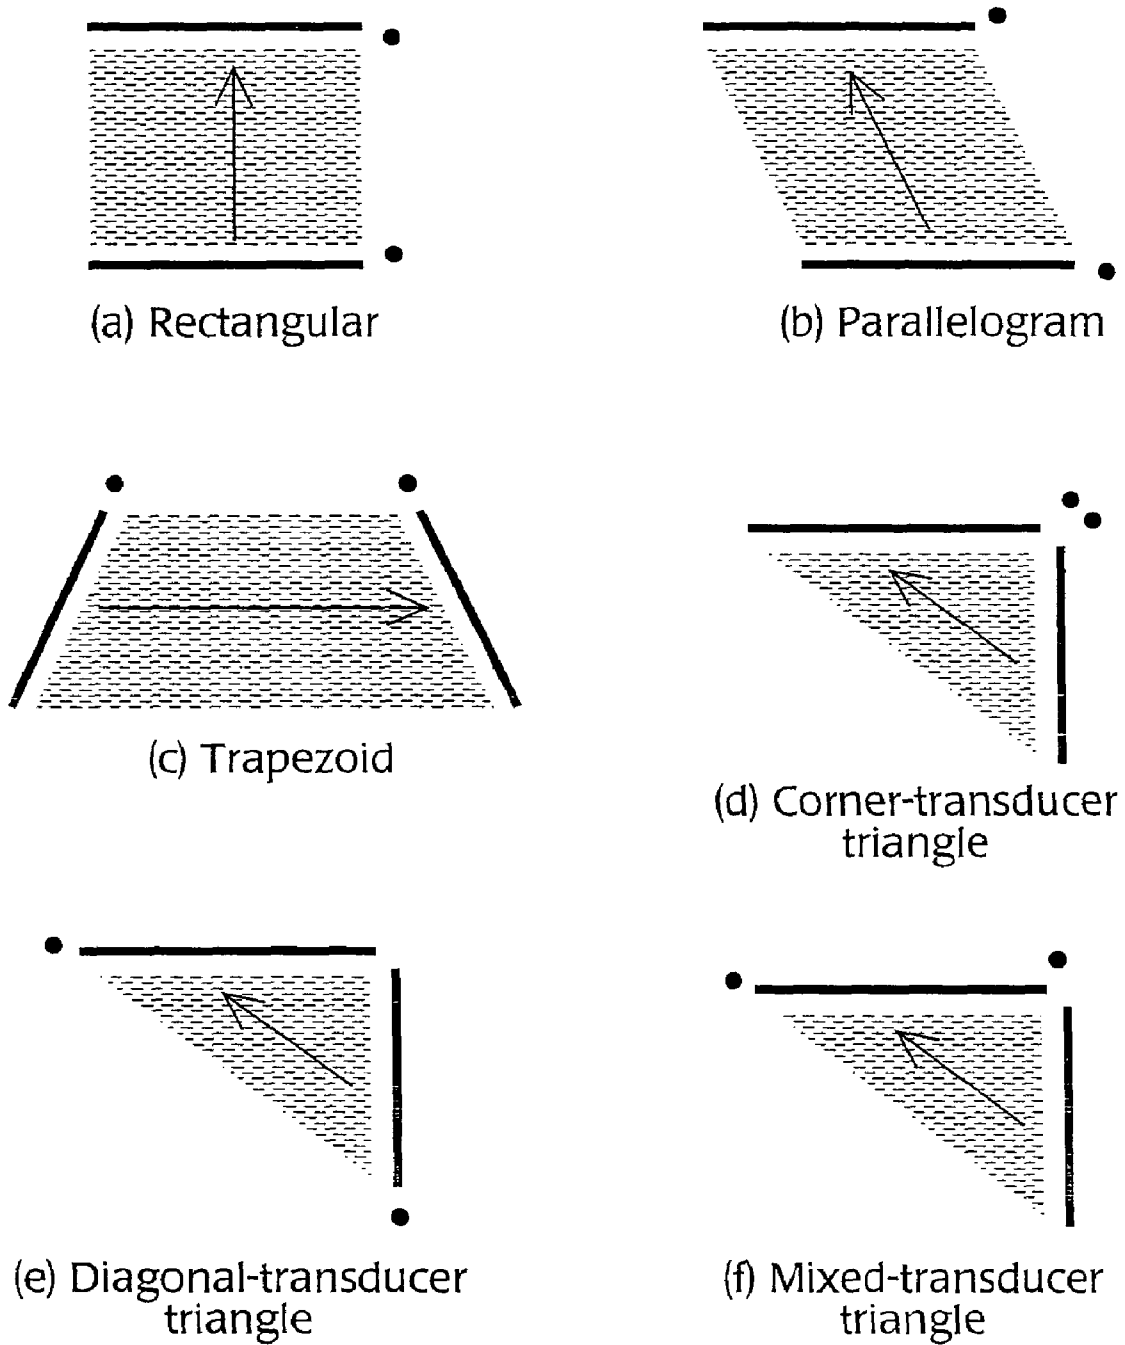 (a) Rectangular
(b) Parallelogram
(c) Trapezoid
(d) Corner-transducer
triangle
(e) Diagonal-transducer
triangle
(f) Mixed-transducer
triangle